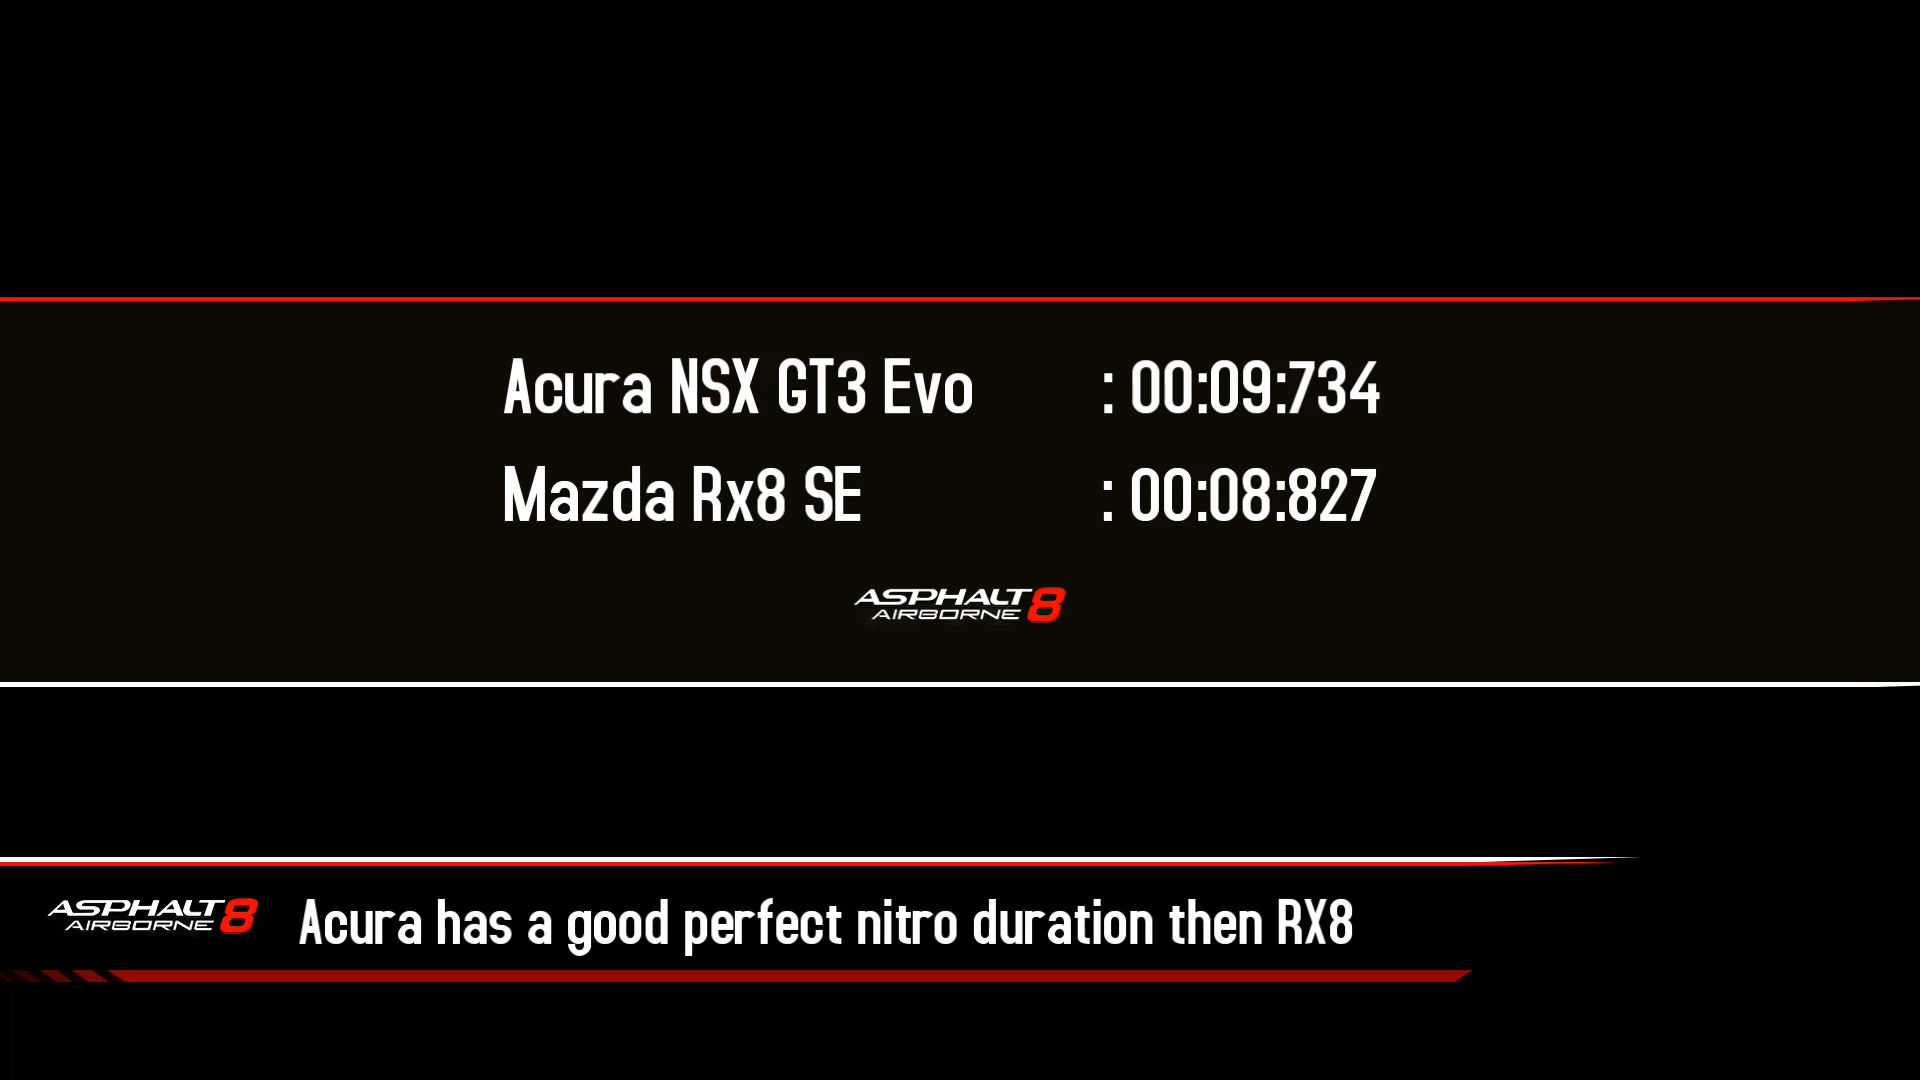 Acura NSX GT3 Evo : 00:09:734
Mazda Rx8 SE : 00:08:827
ASPHALT 8
AIRBORNE
ASPHALT 8
AIRBORNE
Acura has a good perfect nitro duration then RX8